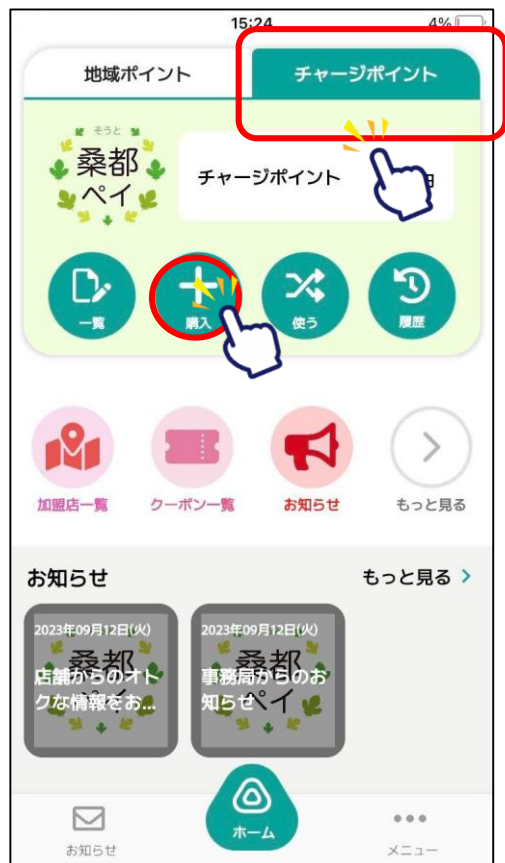 15:24 4%
地域ポイント チャージポイント
そうと
桑都
ペイ
チャージポイント
一覧 購入 使う 履歴
加盟店一覧 クーポン一覧 お知らせ もっと見る
お知らせ もっと見る
2023年09月12日(火)
店舗からのオト
クな情報をお...
桑都
ペイ
2023年09月12日(火)
事務局からのお
知らせ
桑都
ペイ
ホーム
お知らせ メニュー